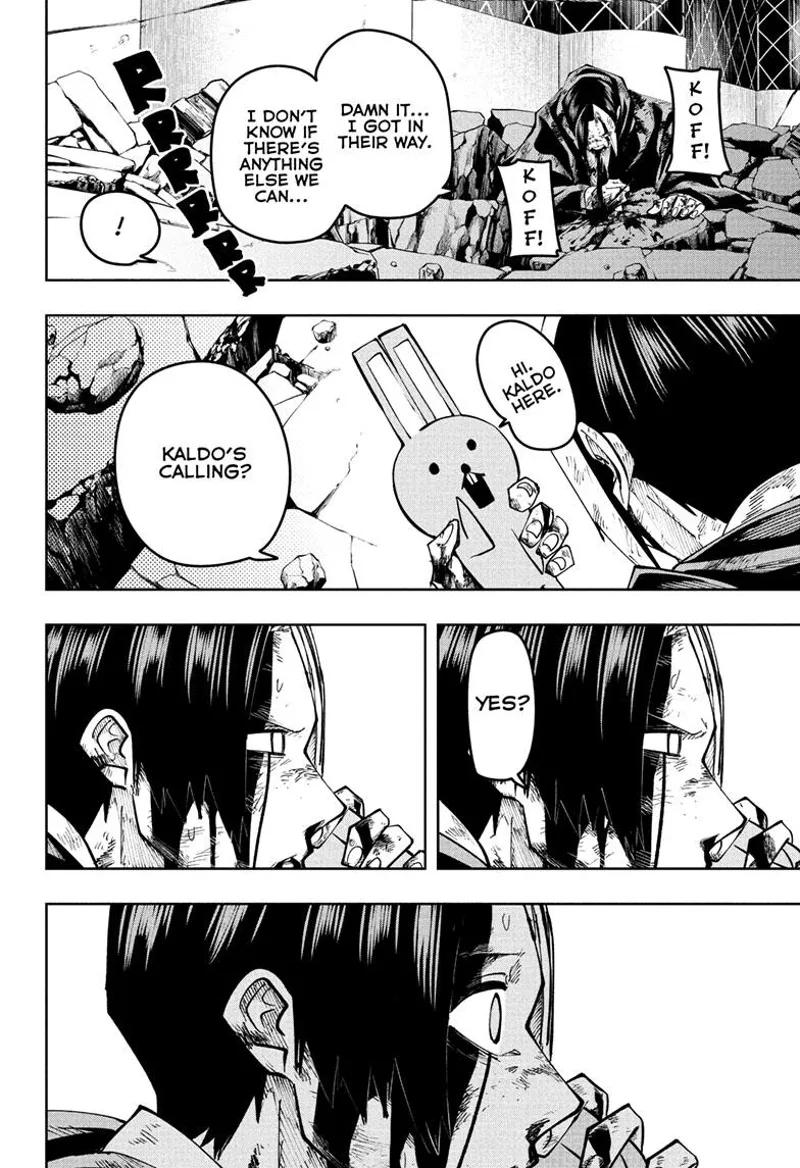 KOFF!
KOFF!
DAMN IT...
I GOT IN
THEIR WAY.
I DON'T
KNOW IF
THERE'S
ANYTHING
ELSE WE
CAN...
RRRRRRR
!
HI.
KALDO
HERE.
KALDO'S
CALLING?
YES?